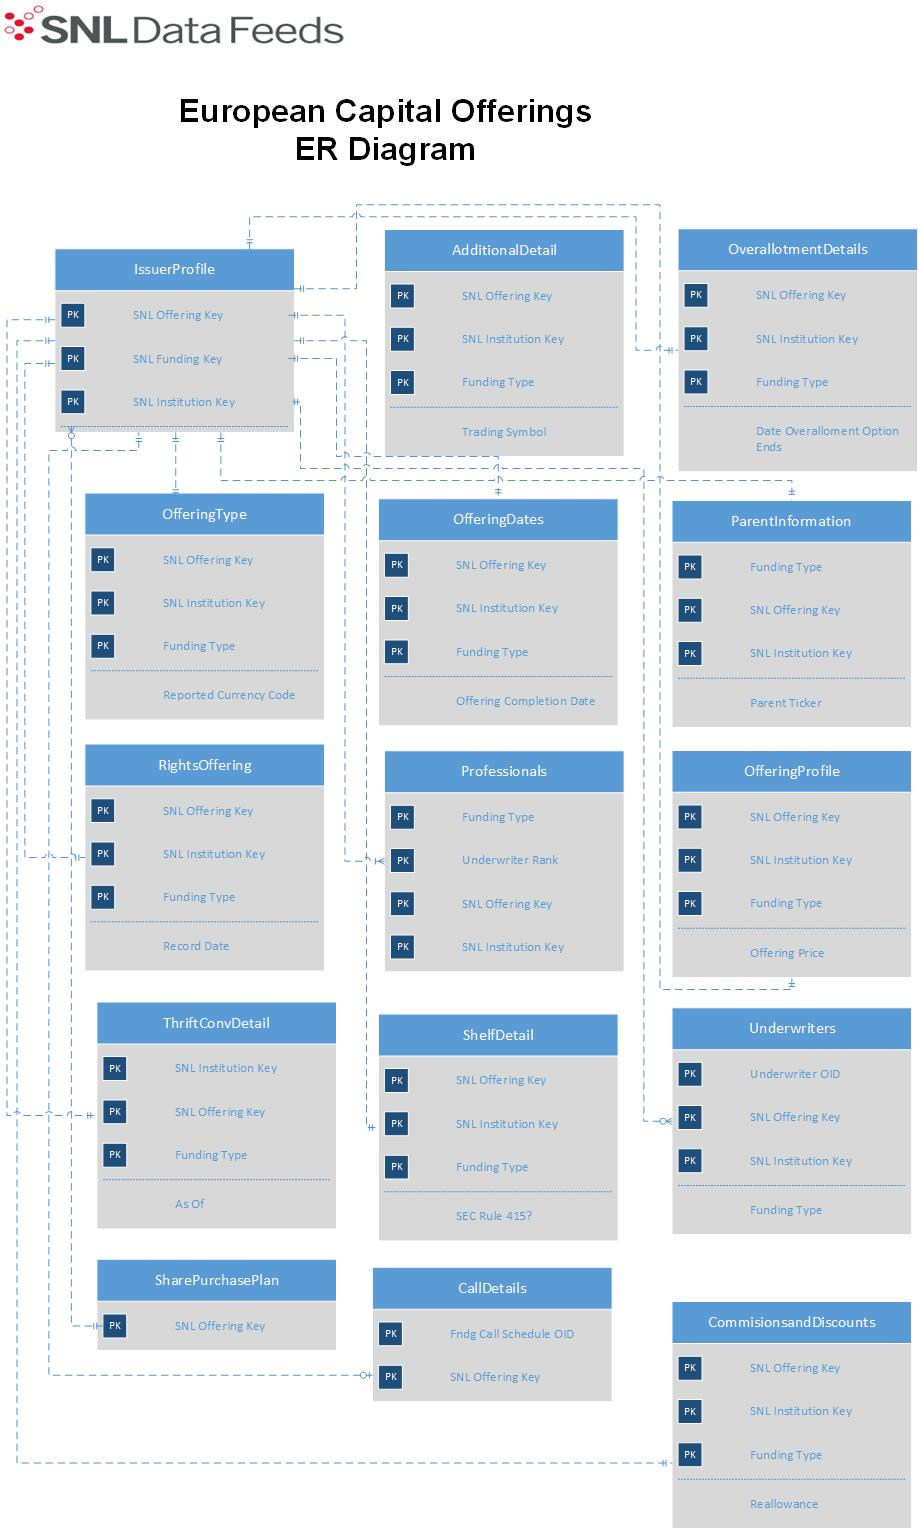 SNL Data Feeds
European Capital Offerings
ER Diagram
IssuerProfile
PK SNL Offering Key
PK SNL Funding Key
PK SNL Institution Key
AdditionalDetail
PK SNL Offering Key
PK SNL Institution Key
PK Funding Type
Trading Symbol
OverallotmentDetails
PK SNL Offering Key
PK SNL Institution Key
PK Funding Type
Date Overalloment Option
Ends
OfferingType
PK SNL Offering Key
PK SNL Institution Key
PK Funding Type
Reported Currency Code
OfferingDates
PK SNL Offering Key
PK SNL Institution Key
PK Funding Type
Offering Completion Date
ParentInformation
PK Funding Type
PK SNL Offering Key
PK SNL Institution Key
Parent Ticker
RightsOffering
PK SNL Offering Key
PK SNL Institution Key
PK Funding Type
Record Date
Professionals
PK Funding Type
PK Underwriter Rank
PK SNL Offering Key
PK SNL Institution Key
OfferingProfile
PK SNL Offering Key
PK SNL Institution Key
PK Funding Type
Offering Price
ThriftConvDetail
PK SNL Institution Key
PK SNL Offering Key
PK Funding Type
As Of
ShelfDetail
PK SNL Offering Key
PK SNL Institution Key
PK Funding Type
SEC Rule 415?
Underwriters
PK Underwriter OID
PK SNL Offering Key
PK SNL Institution Key
Funding Type
SharePurchasePlan
PK SNL Offering Key
CallDetails
PK Fndg Call Schedule OID
PK SNL Offering Key
CommisionsandDiscounts
PK SNL Offering Key
PK SNL Institution Key
PK Funding Type
Reallowance